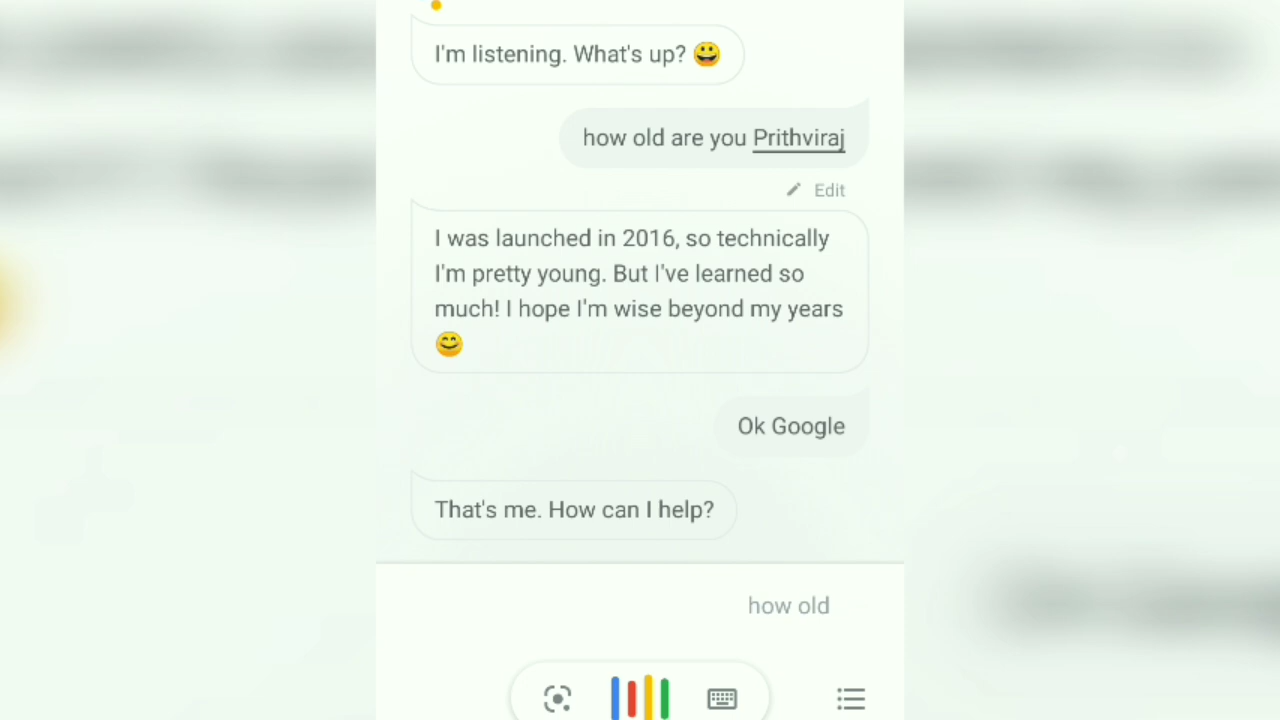 I'm listening. What's up? 😀
how old are you Prithviraj
Edit
I was launched in 2016, so technically
I'm pretty young. But I've learned so
much! I hope I'm wise beyond my years
😄
Ok Google
That's me. How can I help?
how old